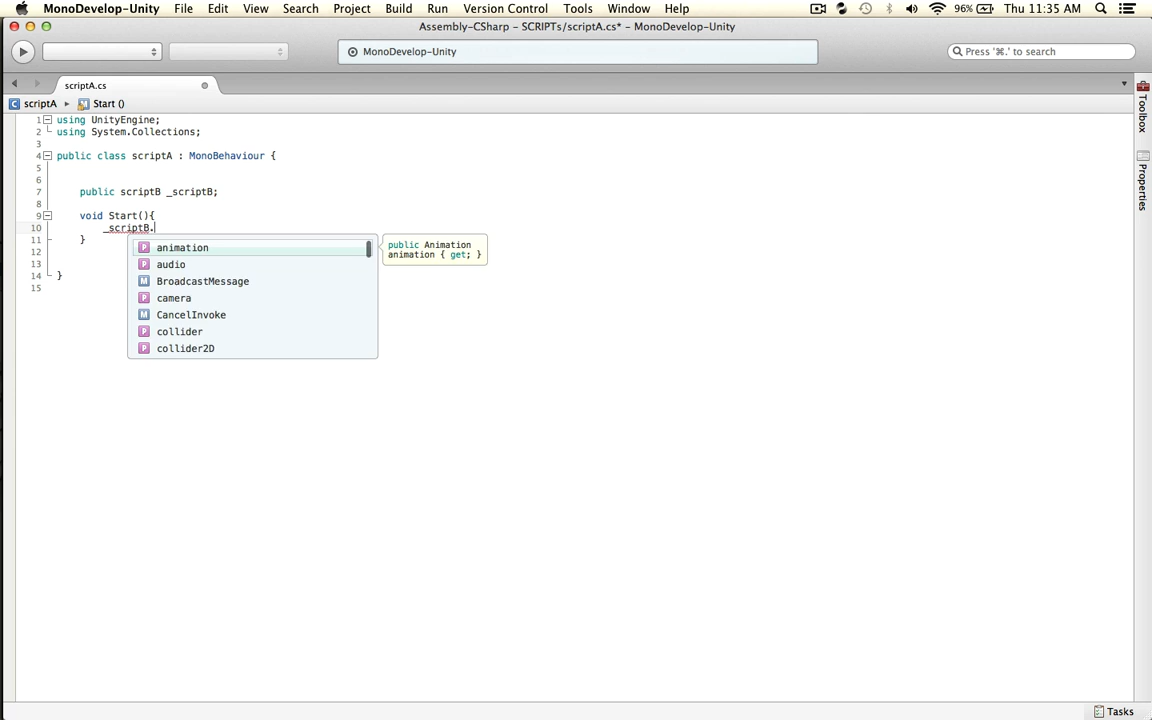 MonoDevelop-Unity File Edit View Search Project Build Run Version Control Tools Window Help 96% Thu 11:35 AM
Assembly-CSharp – SCRIPTs/scriptA.cs* – MonoDevelop-Unity
MonoDevelop-Unity
Press '⌘.' to search
scriptA.cs
scriptA ▸ Start ()
1 using UnityEngine;
2 using System.Collections;
3
4 public class scriptA : MonoBehaviour {
5
6
7 public scriptB _scriptB;
8
9 void Start(){
10 _scriptB.
11 }
12
13
14 }
15
animation
audio
BroadcastMessage
camera
CancelInvoke
collider
collider2D
public Animation
animation { get; }
Toolbox
Properties
Tasks